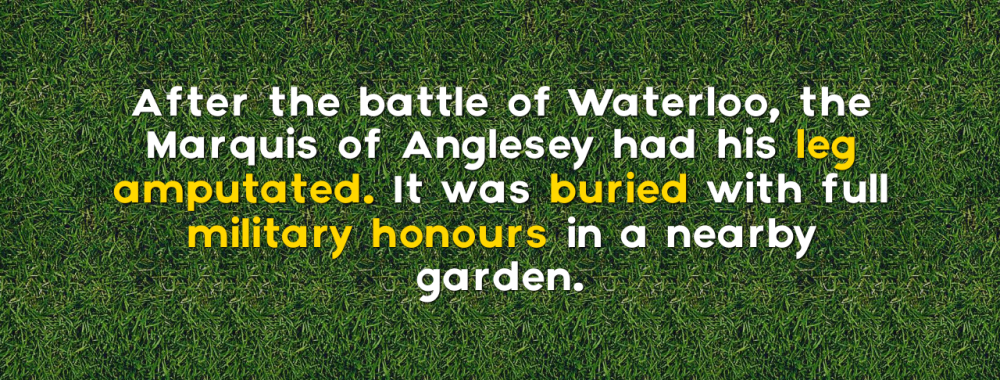 After the battle of Waterloo, the
Marquis of Anglesey had his leg
amputated. It was buried with full
military honours in a nearby
garden.